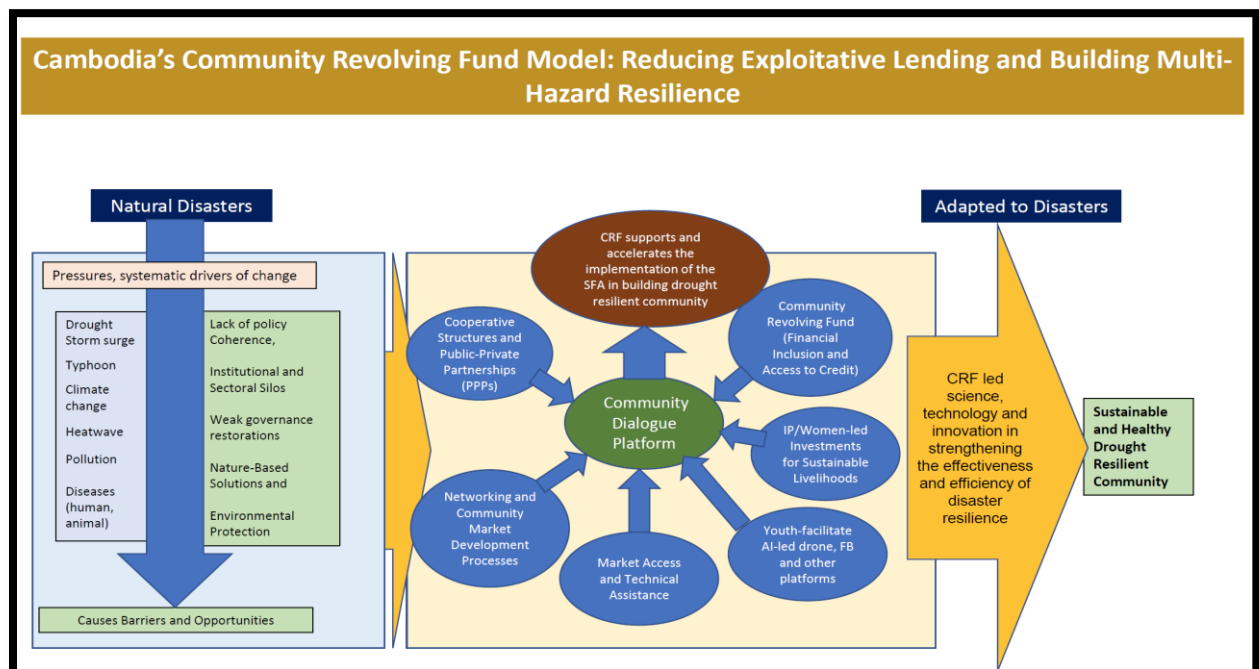 Cambodia's Community Revolving Fund Model: Reducing Exploitative Lending and Building Multi-
Hazard Resilience
Natural Disasters
Pressures, systematic drivers of change
Drought
Storm surge
Typhoon
Climate
change
Heatwave
Pollution
Diseases
(human,
animal)
Lack of policy
Coherence,
Institutional and
Sectoral Silos
Weak governance
restorations
Nature-Based
Solutions and
Environmental
Protection
Causes Barriers and Opportunities
CRF supports and
accelerates the
implementation of the
SFA in building drought
resilient community
Cooperative
Structures and
Public-Private
Partnerships
(PPPs)
Community
Revolving Fund
(Financial
Inclusion and
Access to Credit)
Community
Dialogue
Platform
IP/Women-led
Investments
for Sustainable
Livelihoods
Networking and
Community
Market
Development
Processes
Market Access
and Technical
Assistance
Youth-facilitate
AI-led drone, FB
and other
platforms
Adapted to Disasters
CRF led
science,
technology and
innovation in
strengthening
the effectiveness
and efficiency of
disaster
resilience
Sustainable
and Healthy
Drought
Resilient
Community